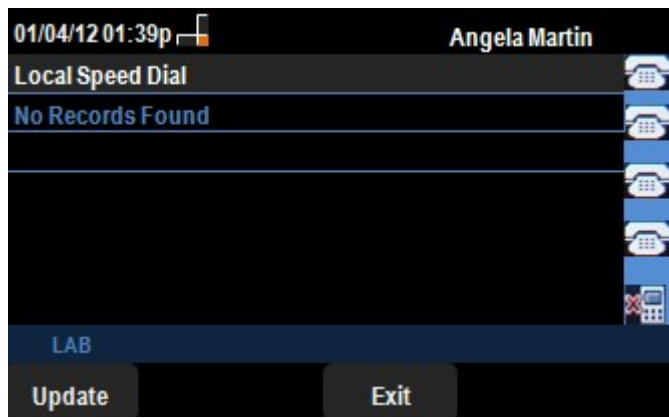 01/04/12 01:39p Angela Martin
Local Speed Dial
No Records Found
LAB
Update Exit